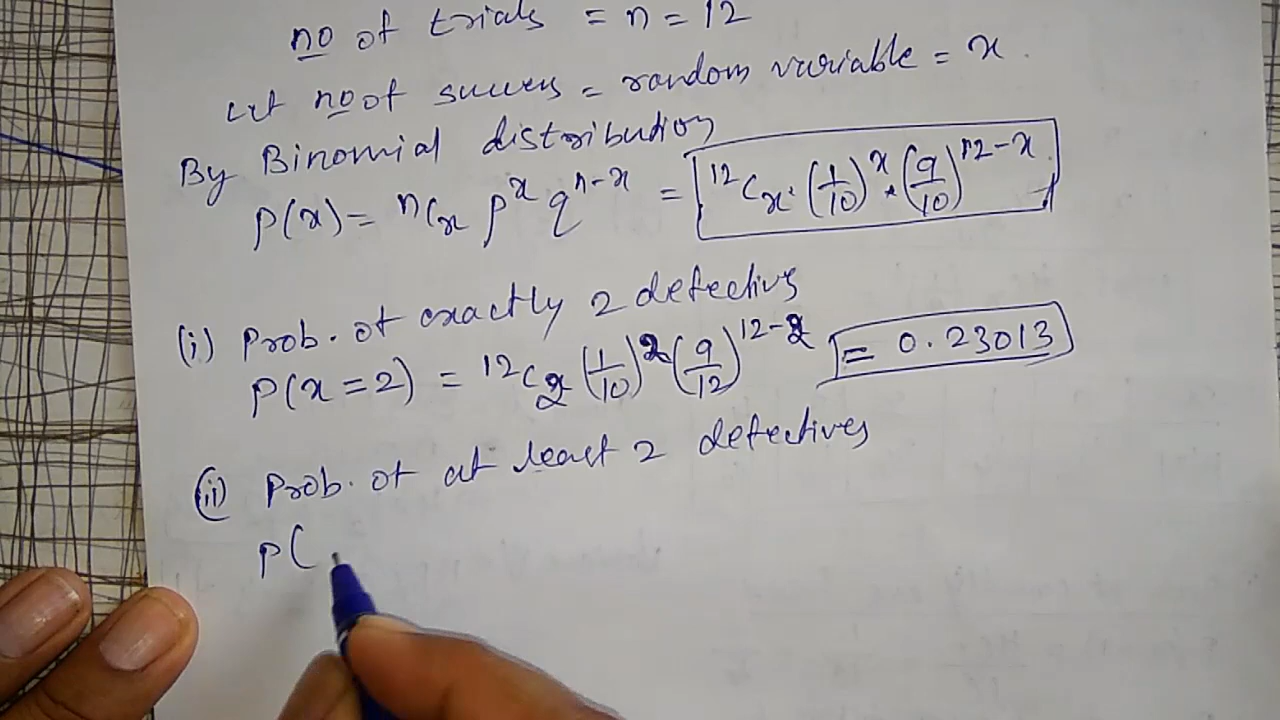 no of trials = n = 12
Let no of succes = random variable = x.
By Binomial distribution
P(x) = ⁿCₓ pˣ qⁿ⁻ˣ = ¹²Cₓ · (1/10)ˣ · (9/10)¹²⁻ˣ
(i) Prob. of exactly 2 defectivs
P(x=2) = ¹²C₂ (1/10)² (9/12)¹²⁻² = 0.23013
(ii) Prob. of at least 2 defectives
P(